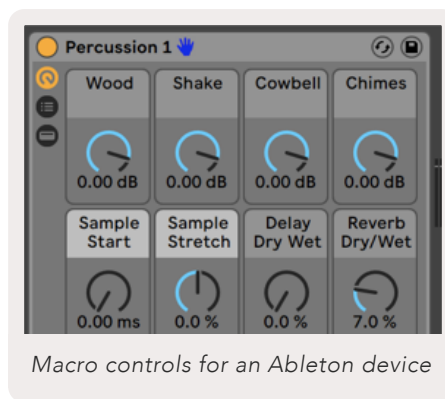 Percussion 1
Wood Shake Cowbell Chimes
0.00 dB 0.00 dB 0.00 dB 0.00 dB
Sample Sample Delay Reverb
Start Stretch Dry Wet Dry/Wet
0.00 ms 0.0 % 0.0 % 7.0 %
Macro controls for an Ableton device